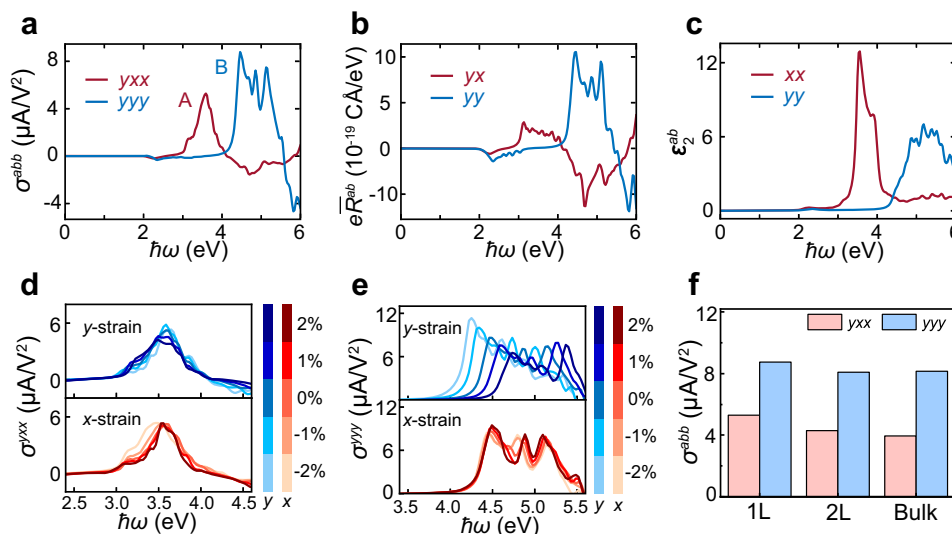 a
σ^abb (μA/V²)
8
4
0
-4
yxx
yyy
A
B
0 2 4 6
ħω (eV)
b
eR̅^ab (10⁻¹⁹ CÅ/eV)
10
0
-10
yx
yy
0 2 4 6
ħω (eV)
c
ε₂^ab
12
6
0
xx
yy
0 2 4 6
ħω (eV)
d
σ^yxx (μA/V²)
y-strain
6
0
x-strain
6
0
2.5 3.0 3.5 4.0 4.5
ħω (eV)
2%
1%
0%
-1%
-2%
y x
e
σ^yyy (μA/V²)
y-strain
12
6
x-strain
12
6
0
3.5 4.0 4.5 5.0 5.5
ħω (eV)
2%
1%
0%
-1%
-2%
y x
f
σ^abb (μA/V²)
12
8
4
0
yxx yyy
1L 2L Bulk